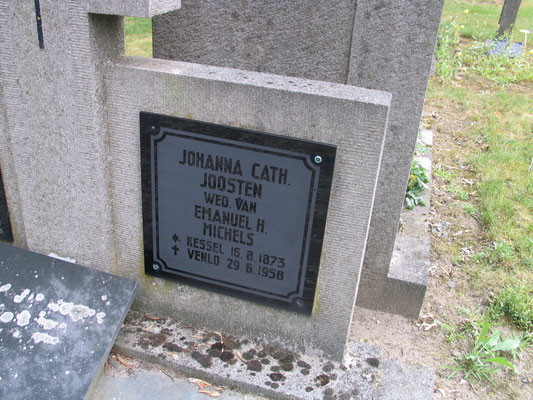 JOHANNA CATH.
JOOSTEN
WED. VAN
EMANUEL H.
MICHELS
* KESSEL 16.8.1873
✝ VENLO 29.6.1958